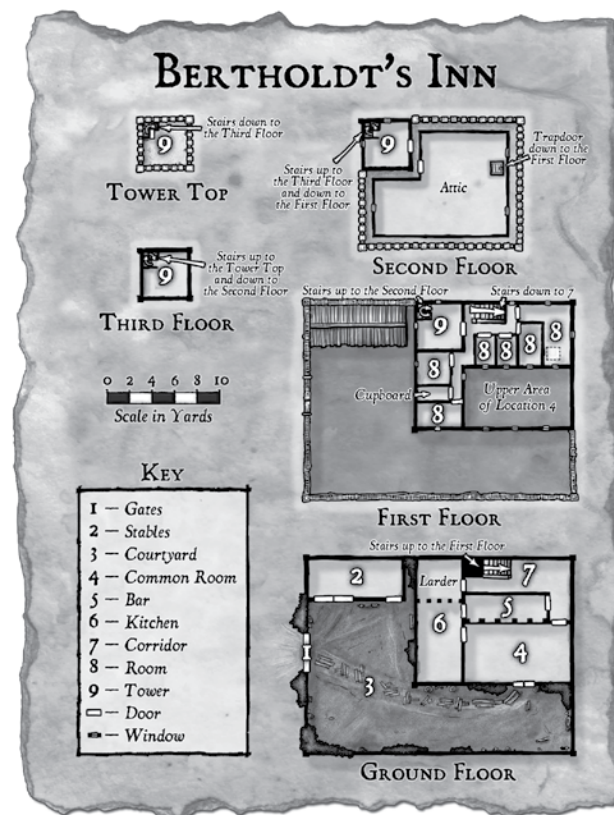 Bertholdt's Inn
Stairs down to
the Third Floor
9
Tower Top
Stairs up to
the Third Floor
and down to
the First Floor
9
Attic
Trapdoor
down to the
First Floor
Second Floor
9
Stairs up to
the Tower Top
and down to
the Second Floor
Third Floor
0 2 4 6 8 10
Scale in Yards
Stairs up to the Second Floor
Stairs down to 7
9
8
8
8
8
8
Cupboard
8
Upper Area
of Location 4
First Floor
Key
1 – Gates
2 – Stables
3 – Courtyard
4 – Common Room
5 – Bar
6 – Kitchen
7 – Corridor
8 – Room
9 – Tower
– Door
– Window
Stairs up to the First Floor
2
Larder
7
5
6
4
1
3
Ground Floor